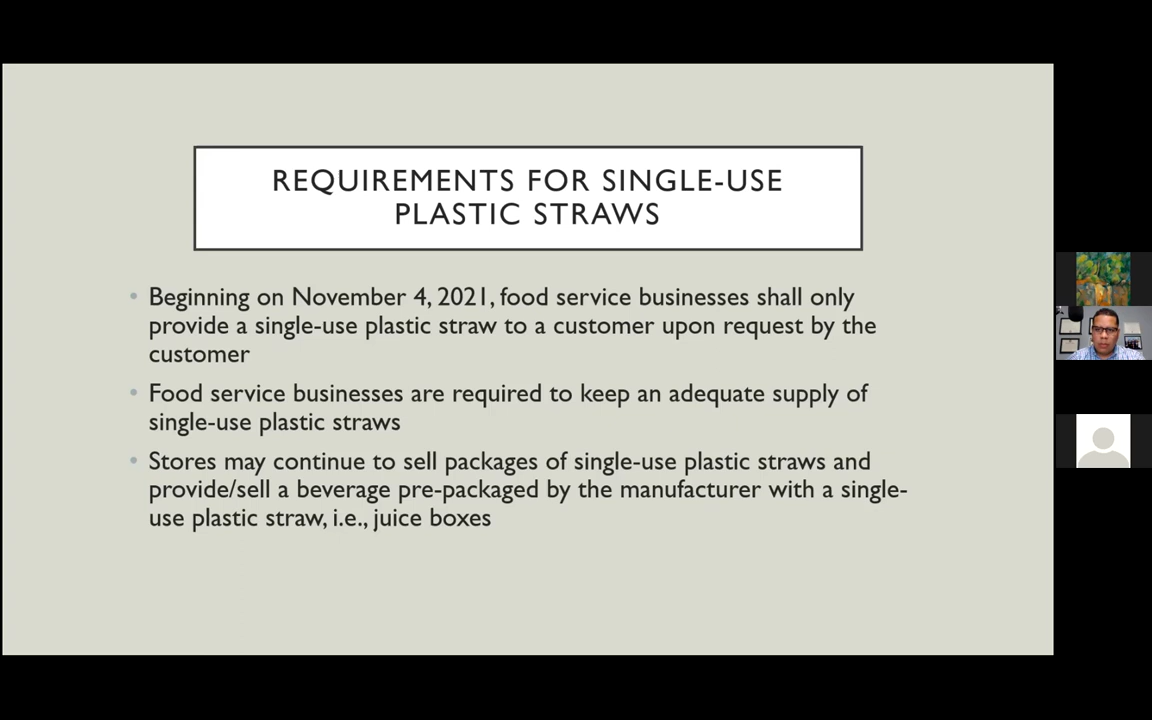 REQUIREMENTS FOR SINGLE-USE
PLASTIC STRAWS
• Beginning on November 4, 2021, food service businesses shall only
provide a single-use plastic straw to a customer upon request by the
customer
• Food service businesses are required to keep an adequate supply of
single-use plastic straws
• Stores may continue to sell packages of single-use plastic straws and
provide/sell a beverage pre-packaged by the manufacturer with a single-
use plastic straw, i.e., juice boxes